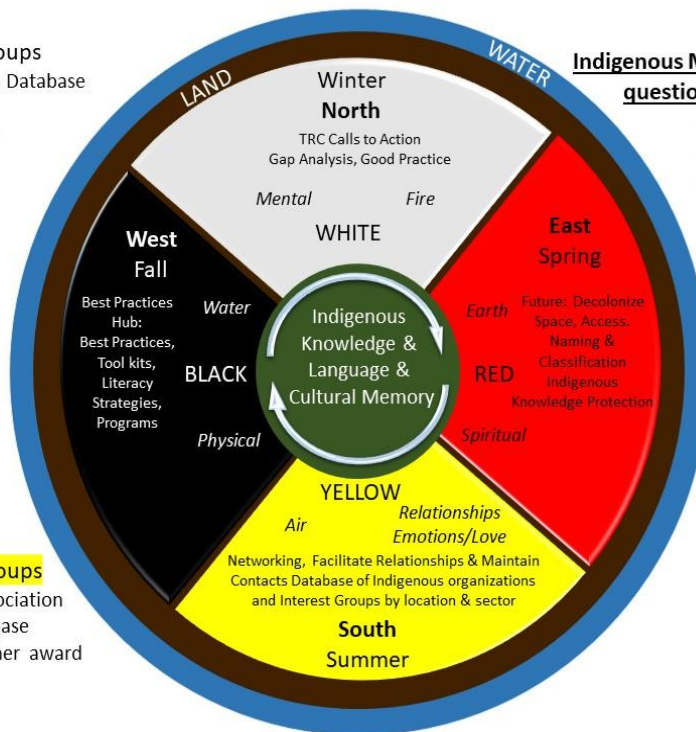 Database
Indigenous
questio
LAND
WATER
Winter
North
TRC Calls to Action
Gap Analysis, Good Practice
Mental
Fire
WHITE
West
Fall
Best Practices
Hub:
Best Practices,
Tool kits,
Literacy
Strategies,
Programs
Water
BLACK
Physical
Indigenous
Knowledge &
Language &
Cultural Memory
East
Spring
Earth
Future: Decolonize
Space, Access.
Naming &
Classification
Indigenous
Knowledge Protection
RED
Spiritual
YELLOW
Air
Relationships
Emotions/Love
Networking, Facilitate Relationships & Maintain
Contacts Database of Indigenous organizations
and Interest Groups by location & sector
South
Summer
oups
ociation
ase
ner award